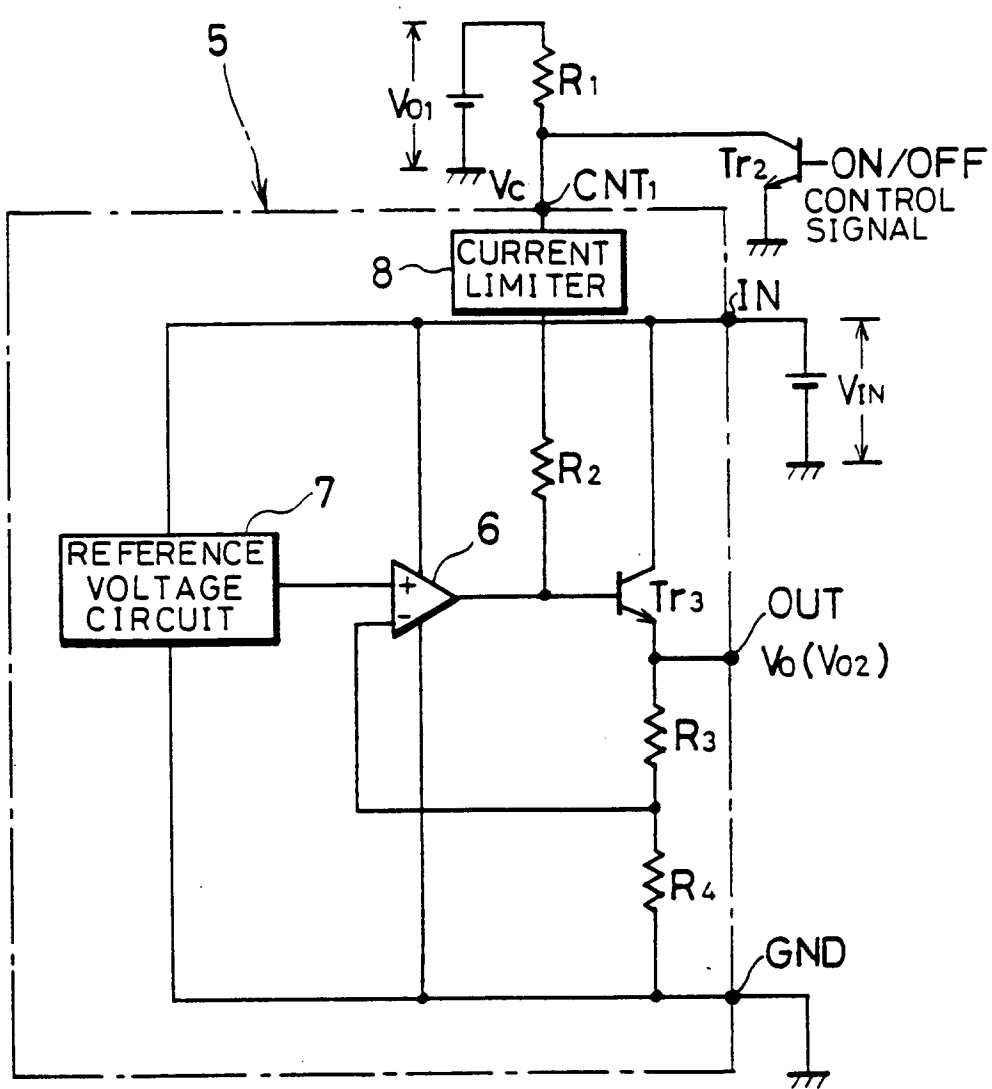 5
Vo1
R1
Tr2
ON/OFF
CONTROL
SIGNAL
Vc
CNT1
8
CURRENT
LIMITER
IN
VIN
R2
7
REFERENCE
VOLTAGE
CIRCUIT
6
+
-
Tr3
OUT
Vo(Vo2)
R3
R4
GND